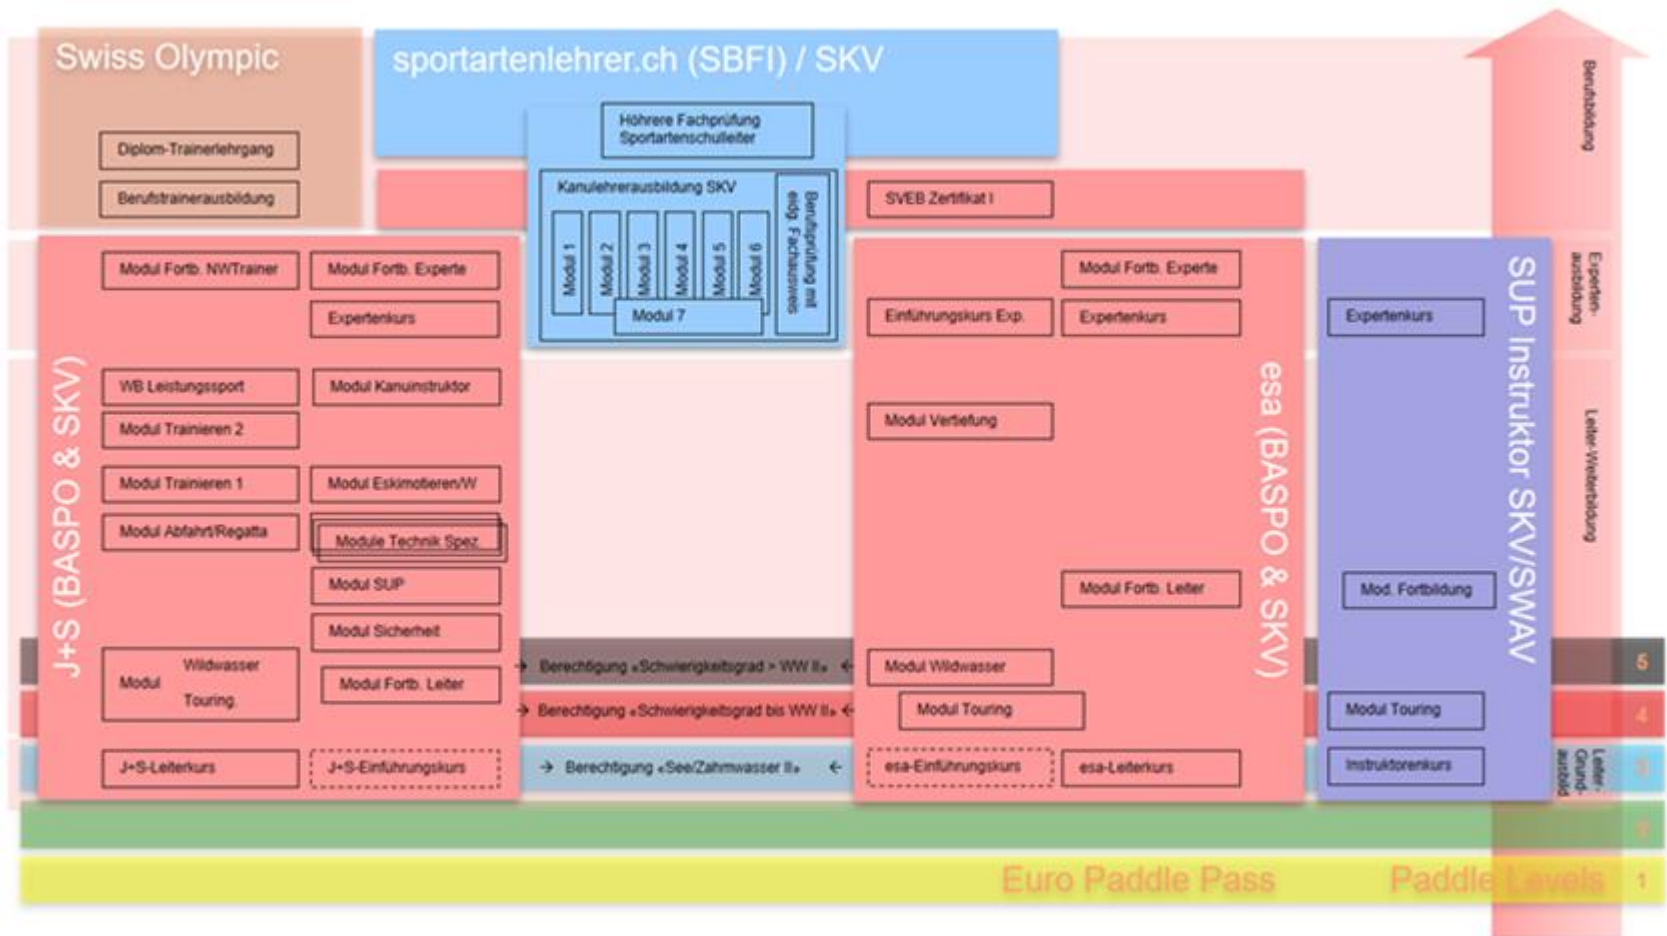 Swiss Olympic
Diplom-Trainerlehrgang
Berufstrainerausbildung
sportartenlehrer.ch (SBFI) / SKV
Höhrere Fachprüfung
Sportartenschulleiter
Kanulehrerausbildung SKV
Modul 1
Modul 2
Modul 3
Modul 4
Modul 5
Modul 6
Modul 7
Berufsprüfung mit
eidg. Fachausweis
SVEB Zertifikat I
J+S (BASPO & SKV)
Modul Fortb. NWTrainer
Modul Fortb. Experte
Expertenkurs
WB Leistungssport
Modul Kanuinstruktor
Modul Trainieren 2
Modul Trainieren 1
Modul Eskimotieren/W
Modul Abfahrt/Regatta
Module Technik Spez.
Modul SUP
Modul Sicherheit
Modul
Wildwasser
Touring.
Modul Fortb. Leiter
J+S-Leiterkurs
J+S-Einführungskurs
→ Berechtigung «Schwierigkeitsgrad > WW II» ←
→ Berechtigung «Schwierigkeitsgrad bis WW II» ←
→ Berechtigung «See/Zahmwasser II» ←
esa (BASPO & SKV)
Modul Fortb. Experte
Einführungskurs Exp.
Expertenkurs
Modul Vertiefung
Modul Fortb. Leiter
Modul Wildwasser
Modul Touring
esa-Einführungskurs
esa-Leiterkurs
SUP Instruktor SKV/SWAV
Expertenkurs
Mod. Fortbildung
Modul Touring
Instruktorenkurs
Berufsbildung
Experten-
ausbildung
Leiter-Weiterbildung
Leiter-
Grund-
ausbild
5
4
3
2
Euro Paddle Pass
Paddle Levels
1